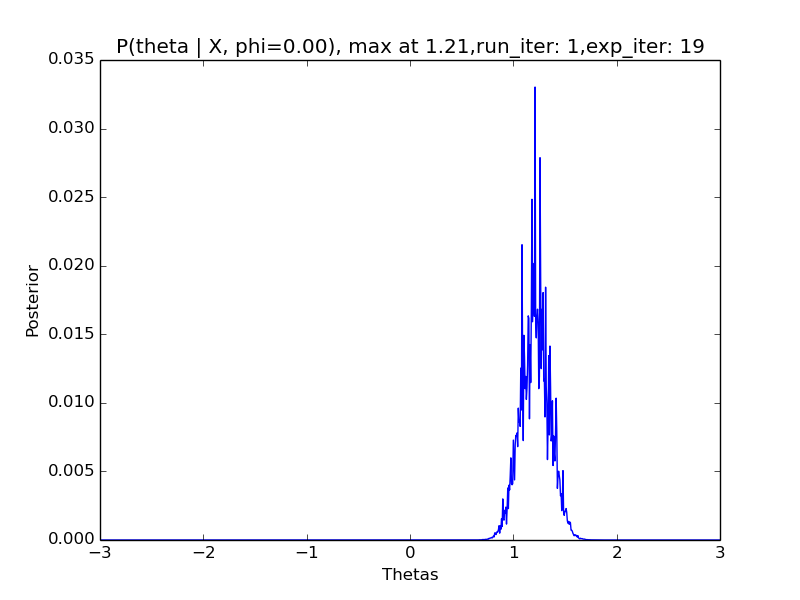 P(theta | X, phi=0.00), max at 1.21,run_iter: 1,exp_iter: 19
0.035
0.030
0.025
0.020
0.015
0.010
0.005
0.000
Posterior
−3 −2 −1 0 1 2 3
Thetas